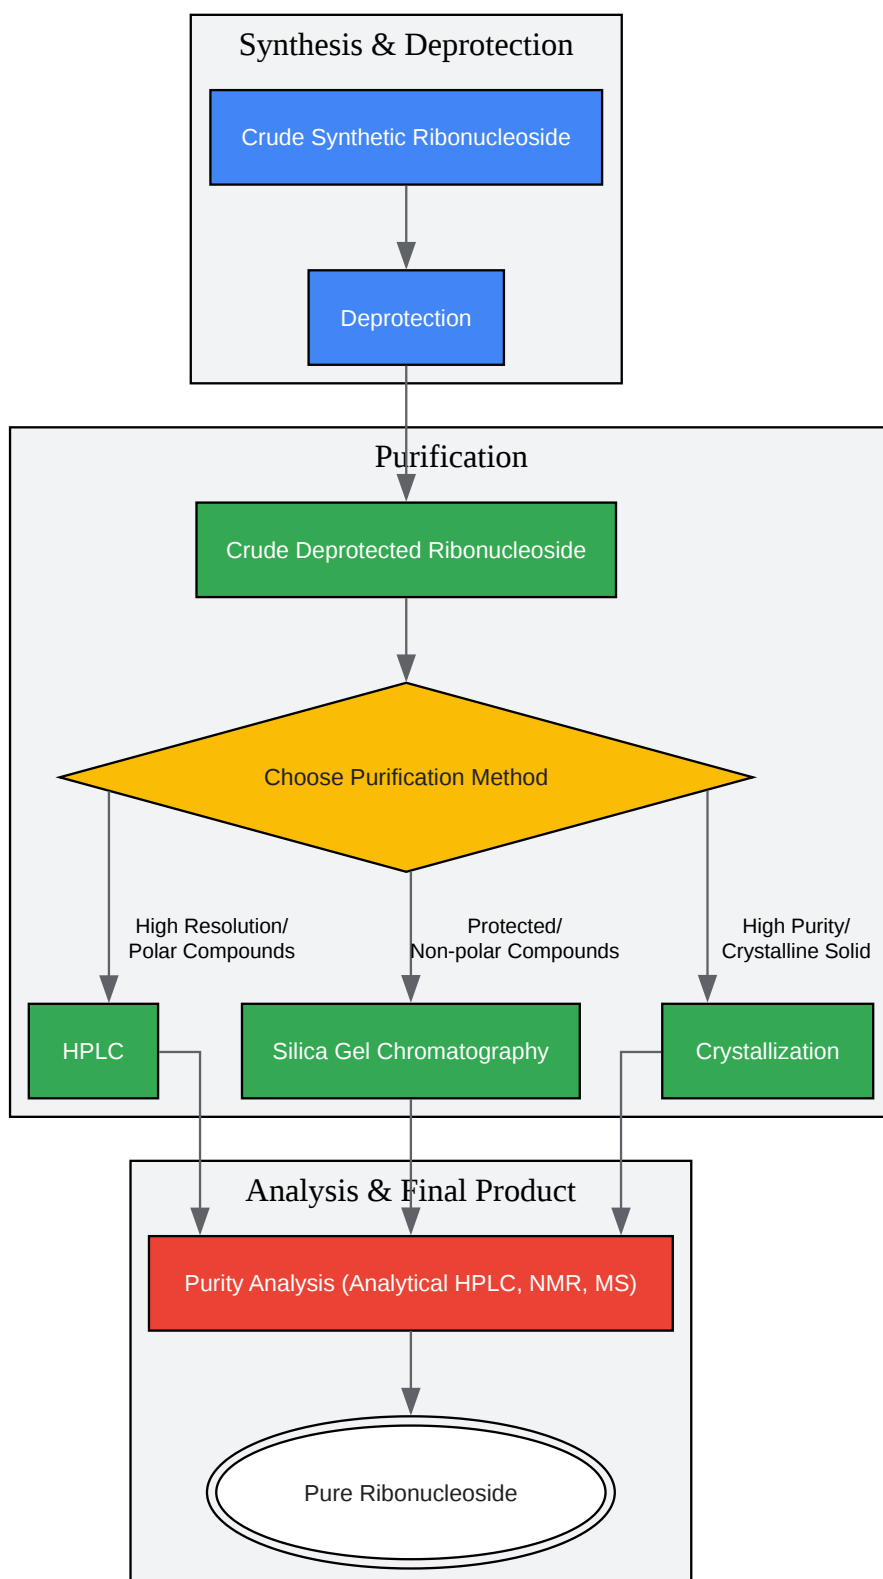 Synthesis & Deprotection
Crude Synthetic Ribonucleoside
Deprotection
Purification
Crude Deprotected Ribonucleoside
Choose Purification Method
High Resolution/
Polar Compounds
Protected/
Non-polar Compounds
High Purity/
Crystalline Solid
HPLC
Silica Gel Chromatography
Crystallization
Analysis & Final Product
Purity Analysis (Analytical HPLC, NMR, MS)
Pure Ribonucleoside